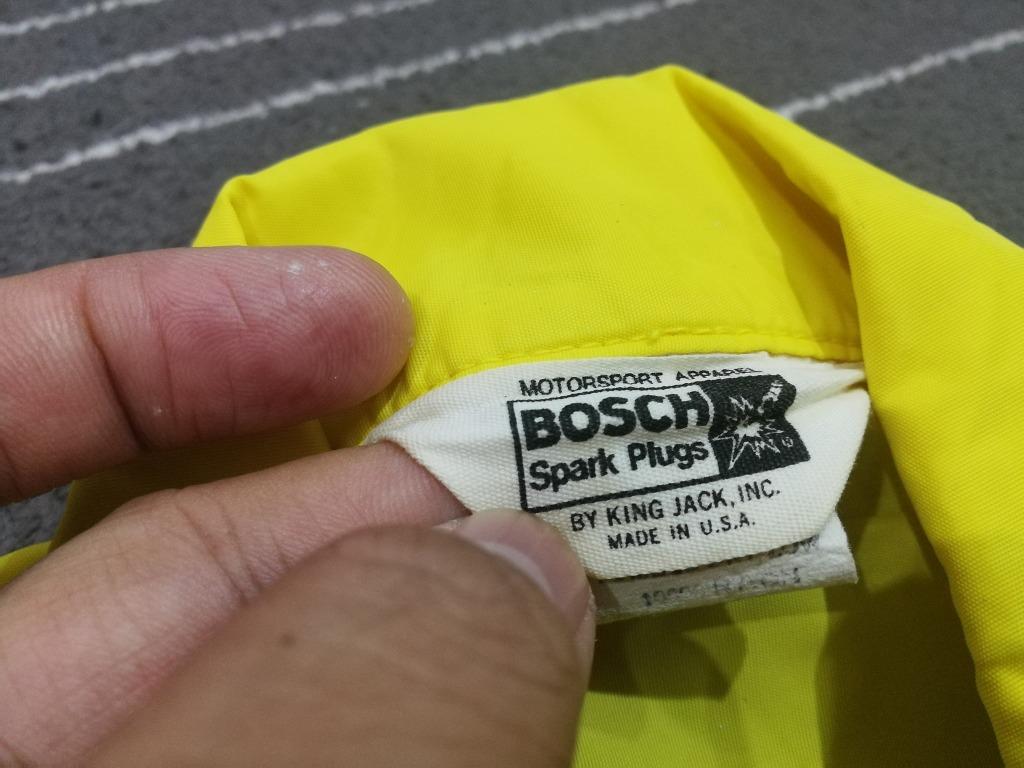 MOTORSPORT APPAREL
BOSCH
Spark Plugs
®
BY KING JACK, INC.
MADE IN U.S.A.